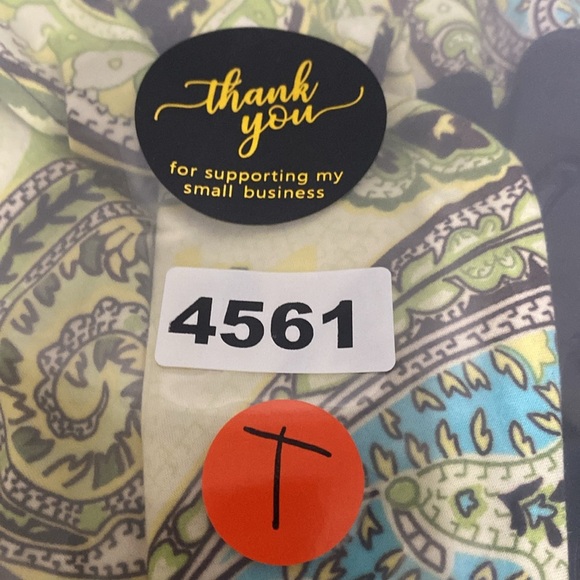 thank
you
for supporting my
small business
4561
T